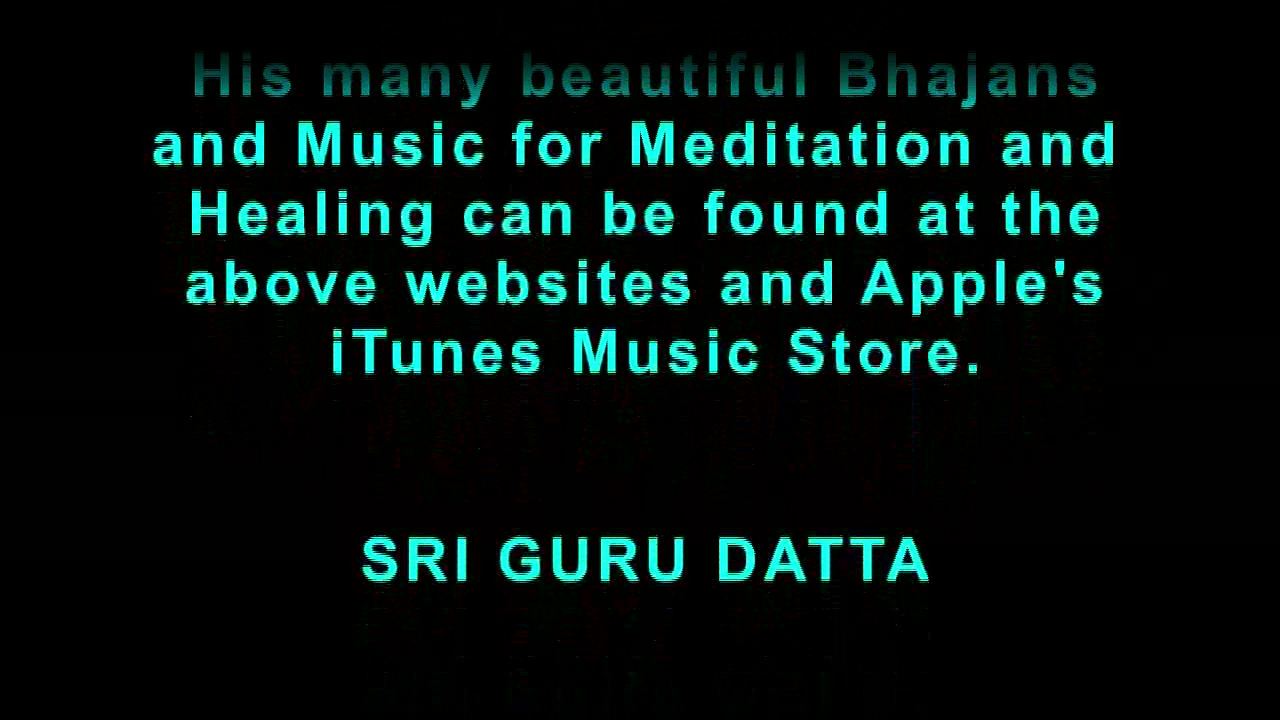 His many beautiful Bhajans
and Music for Meditation and
Healing can be found at the
above websites and Apple's
iTunes Music Store.
SRI GURU DATTA